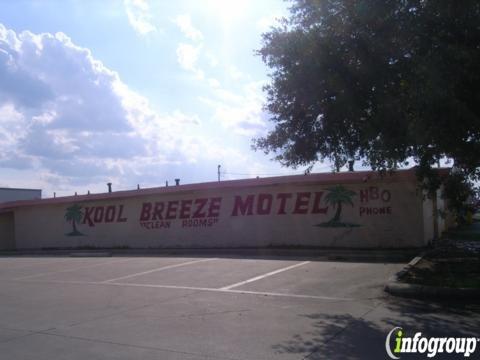 KOOL BREEZE MOTEL
"CLEAN ROOMS"
HBO
PHONE
infogroup